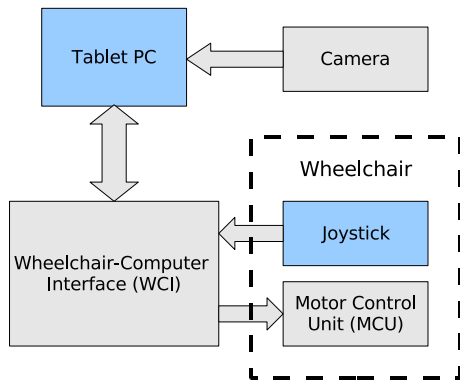 Tablet PC
Camera
Wheelchair
Joystick
Wheelchair-Computer
Interface (WCI)
Motor Control
Unit (MCU)